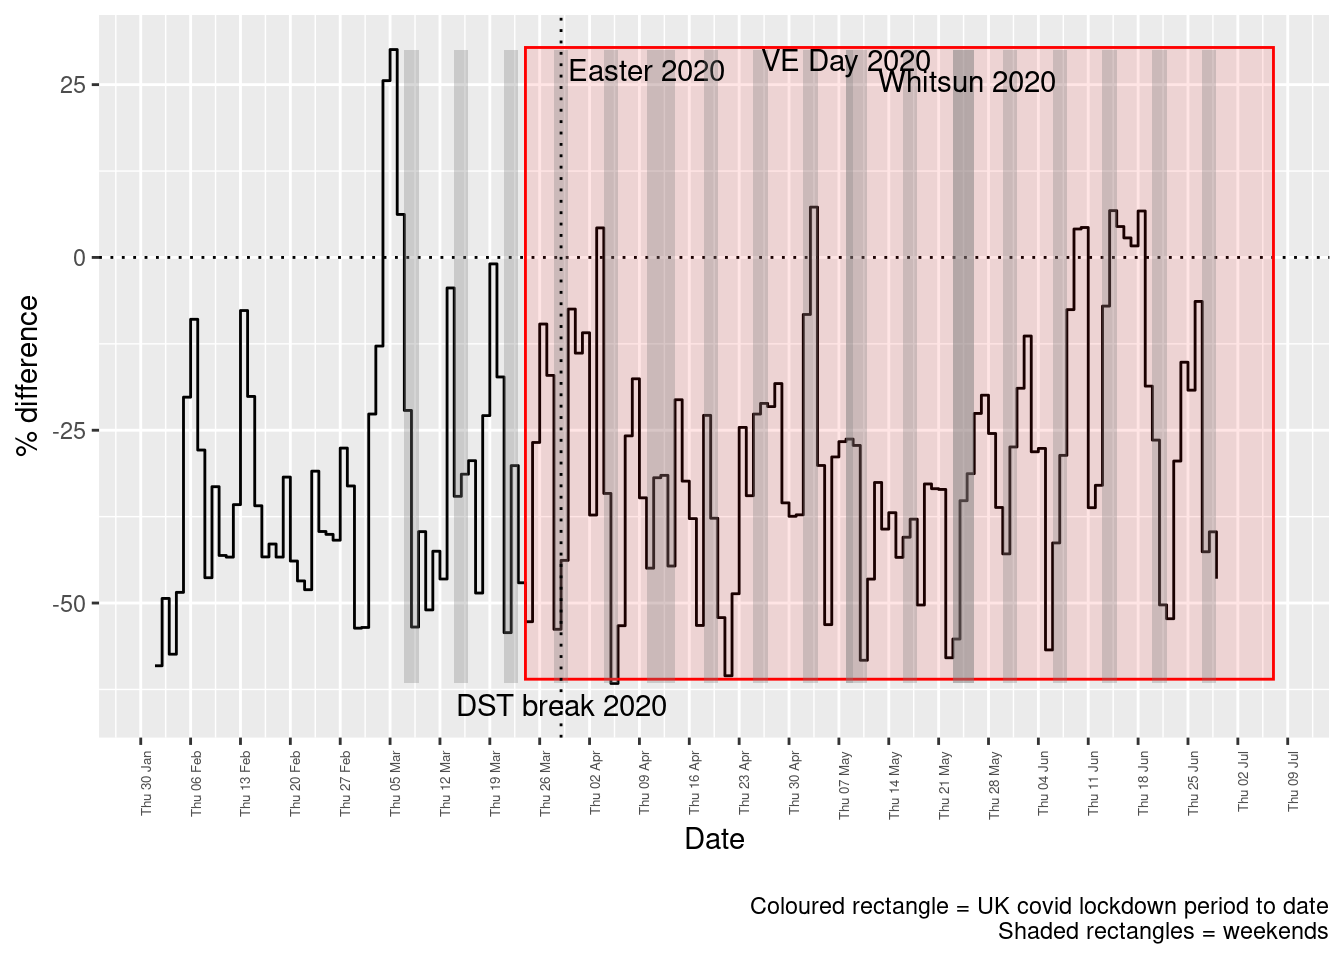 Easter 2020
VE Day 2020
Whitsun 2020
25
0
-25
-50
% difference
DST break 2020
Thu 30 Jan
Thu 06 Feb
Thu 13 Feb
Thu 20 Feb
Thu 27 Feb
Thu 05 Mar
Thu 12 Mar
Thu 19 Mar
Thu 26 Mar
Thu 02 Apr
Thu 09 Apr
Thu 16 Apr
Thu 23 Apr
Thu 30 Apr
Thu 07 May
Thu 14 May
Thu 21 May
Thu 28 May
Thu 04 Jun
Thu 11 Jun
Thu 18 Jun
Thu 25 Jun
Thu 02 Jul
Thu 09 Jul
Date
Coloured rectangle = UK covid lockdown period to date
Shaded rectangles = weekends